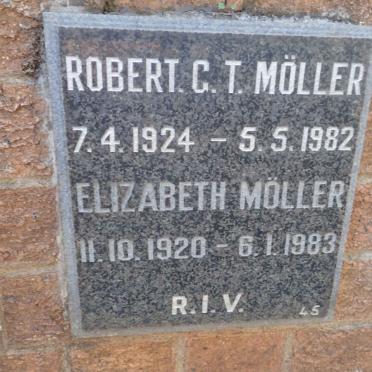 ROBERT. G. T. MÖLLER
7. 4. 1924 - 5. 5. 1982
ELIZABETH MÖLLER
11. 10. 1920 - 6. 1. 1983
R. I. V. 45